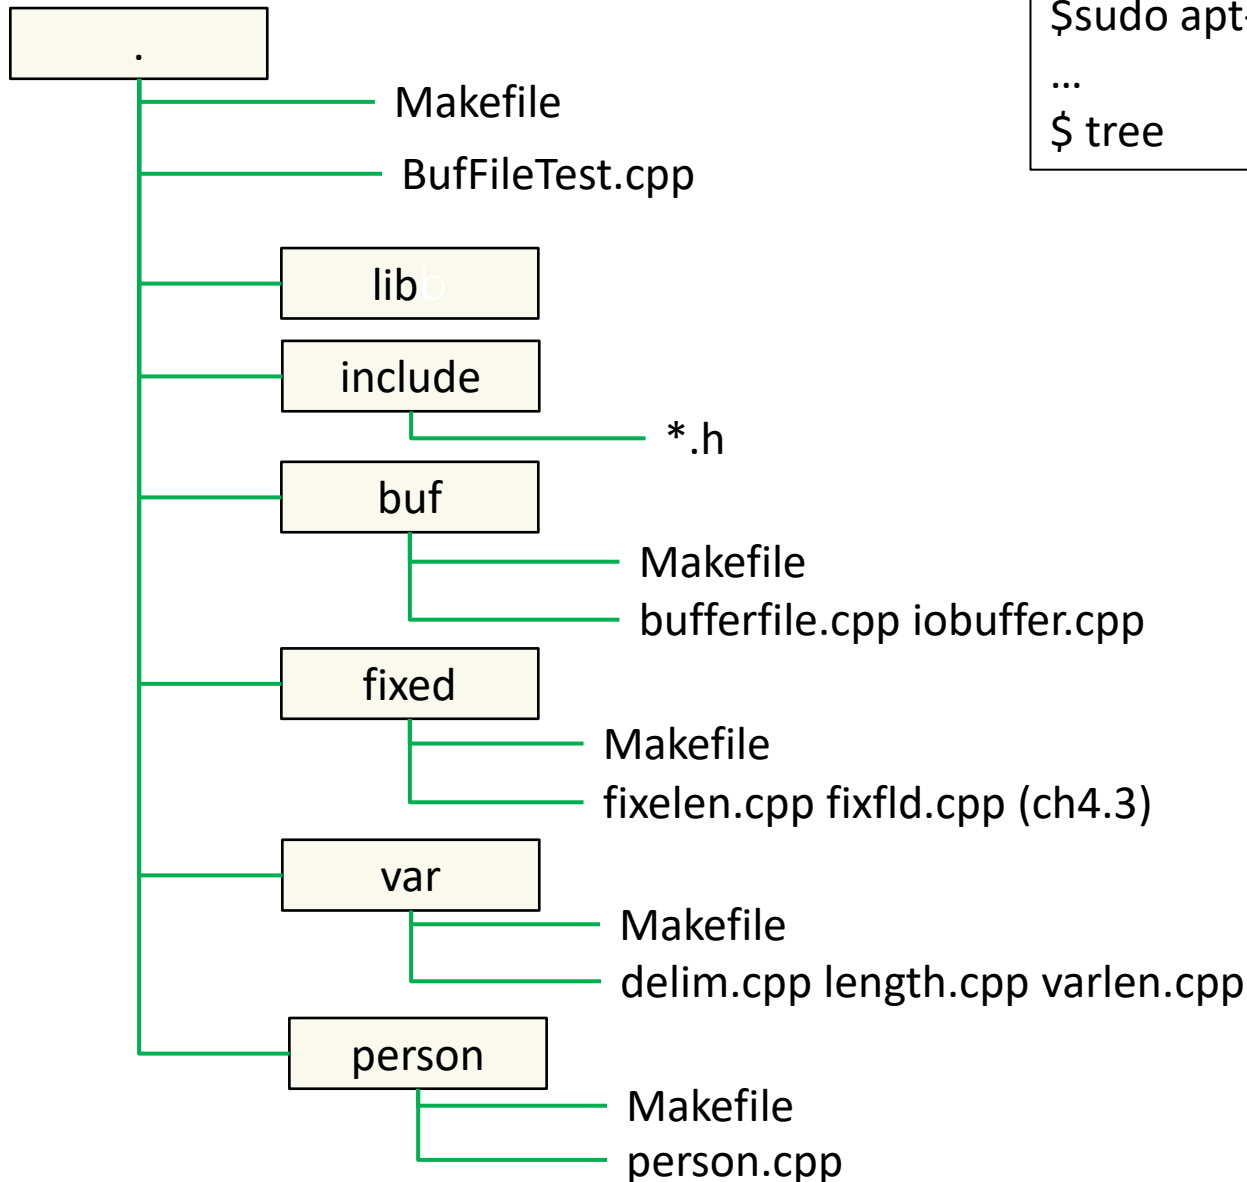 $sudo apt-
...
$ tree
.
Makefile
BufFileTest.cpp
libb
include
*.h
buf
Makefile
bufferfile.cpp iobuffer.cpp
fixed
Makefile
fixelen.cpp fixfld.cpp (ch4.3)
var
Makefile
delim.cpp length.cpp varlen.cpp
person
Makefile
person.cpp